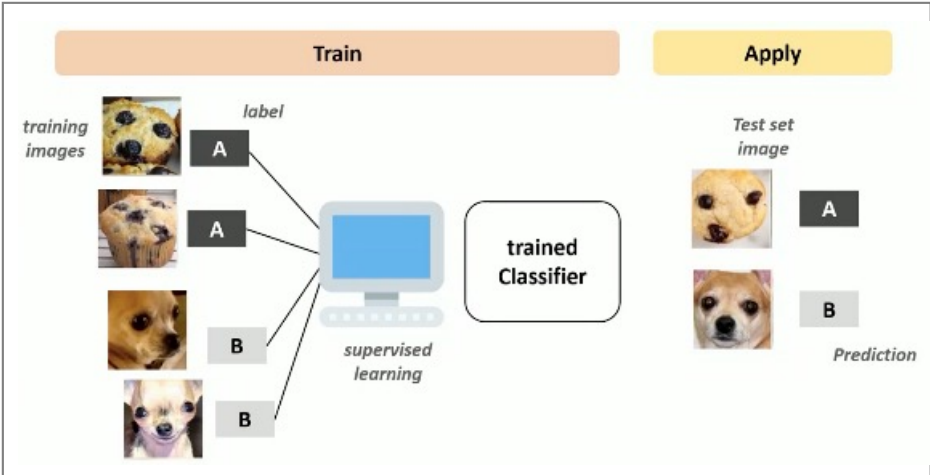 Train
Apply
training
images
label
A
A
B
B
supervised
learning
trained
Classifier
Test set
image
A
B
Prediction